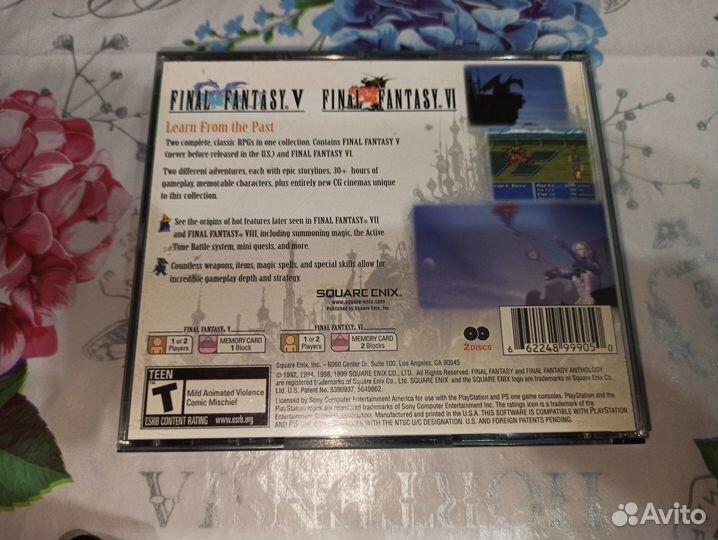 FINAL FANTASY V
FINAL FANTASY VI
Learn From the Past
Two complete, classic RPGs in one collection. Contains FINAL FANTASY V
(never before released in the U.S.) and FINAL FANTASY VI.
Two different adventures, each with epic storylines, 30+ hours of
gameplay, memorable characters, plus entirely new CG cinemas unique
to this collection.
See the origins of hot features later seen in FINAL FANTASY VII
and FINAL FANTASY VIII, including summoning magic, the Active
Time Battle system, mini quests, and more.
Countless weapons, items, magic spells, and special skills allow for
incredible gameplay depth and strategy.
SQUARE ENIX
www.square-enix.com
Published by Square Enix, Inc.
FINAL FANTASY V
FINAL FANTASY VI
1 or 2
Players
MEMORY CARD
1 Block
1 or 2
Players
MEMORY CARD
2 Blocks
2 DISCS
6 62248 99905 0
TEEN
T
Mild Animated Violence
Comic Mischief
ESRB CONTENT RATING www.esrb.org
Square Enix, Inc. - 6060 Center Dr. Suite 100, Los Angeles, CA 90045
© 1992, 1994, 1998, 1999 SQUARE ENIX CO., LTD. All Rights Reserved. FINAL FANTASY and FINAL FANTASY ANTHOLOGY
are registered trademarks of Square Enix Co., Ltd. SQUARE ENIX and the SQUARE ENIX logo are trademarks of Square Enix Co.,
Ltd. U.S. Patent No. 5390937, 5649862.
Licensed by Sony Computer Entertainment America for use with the PlayStation and PS one game consoles. PlayStation and the
PlayStation logos are registered trademarks of Sony Computer Entertainment Inc. The ratings icon is a trademark of the
Entertainment Software Association. Manufactured and printed in the U.S.A. THIS SOFTWARE IS COMPATIBLE WITH PLAYSTATION
AND PS CONSOLES WITH THE NTSC U/C DESIGNATION. U.S. AND FOREIGN PATENTS PENDING.
Avito